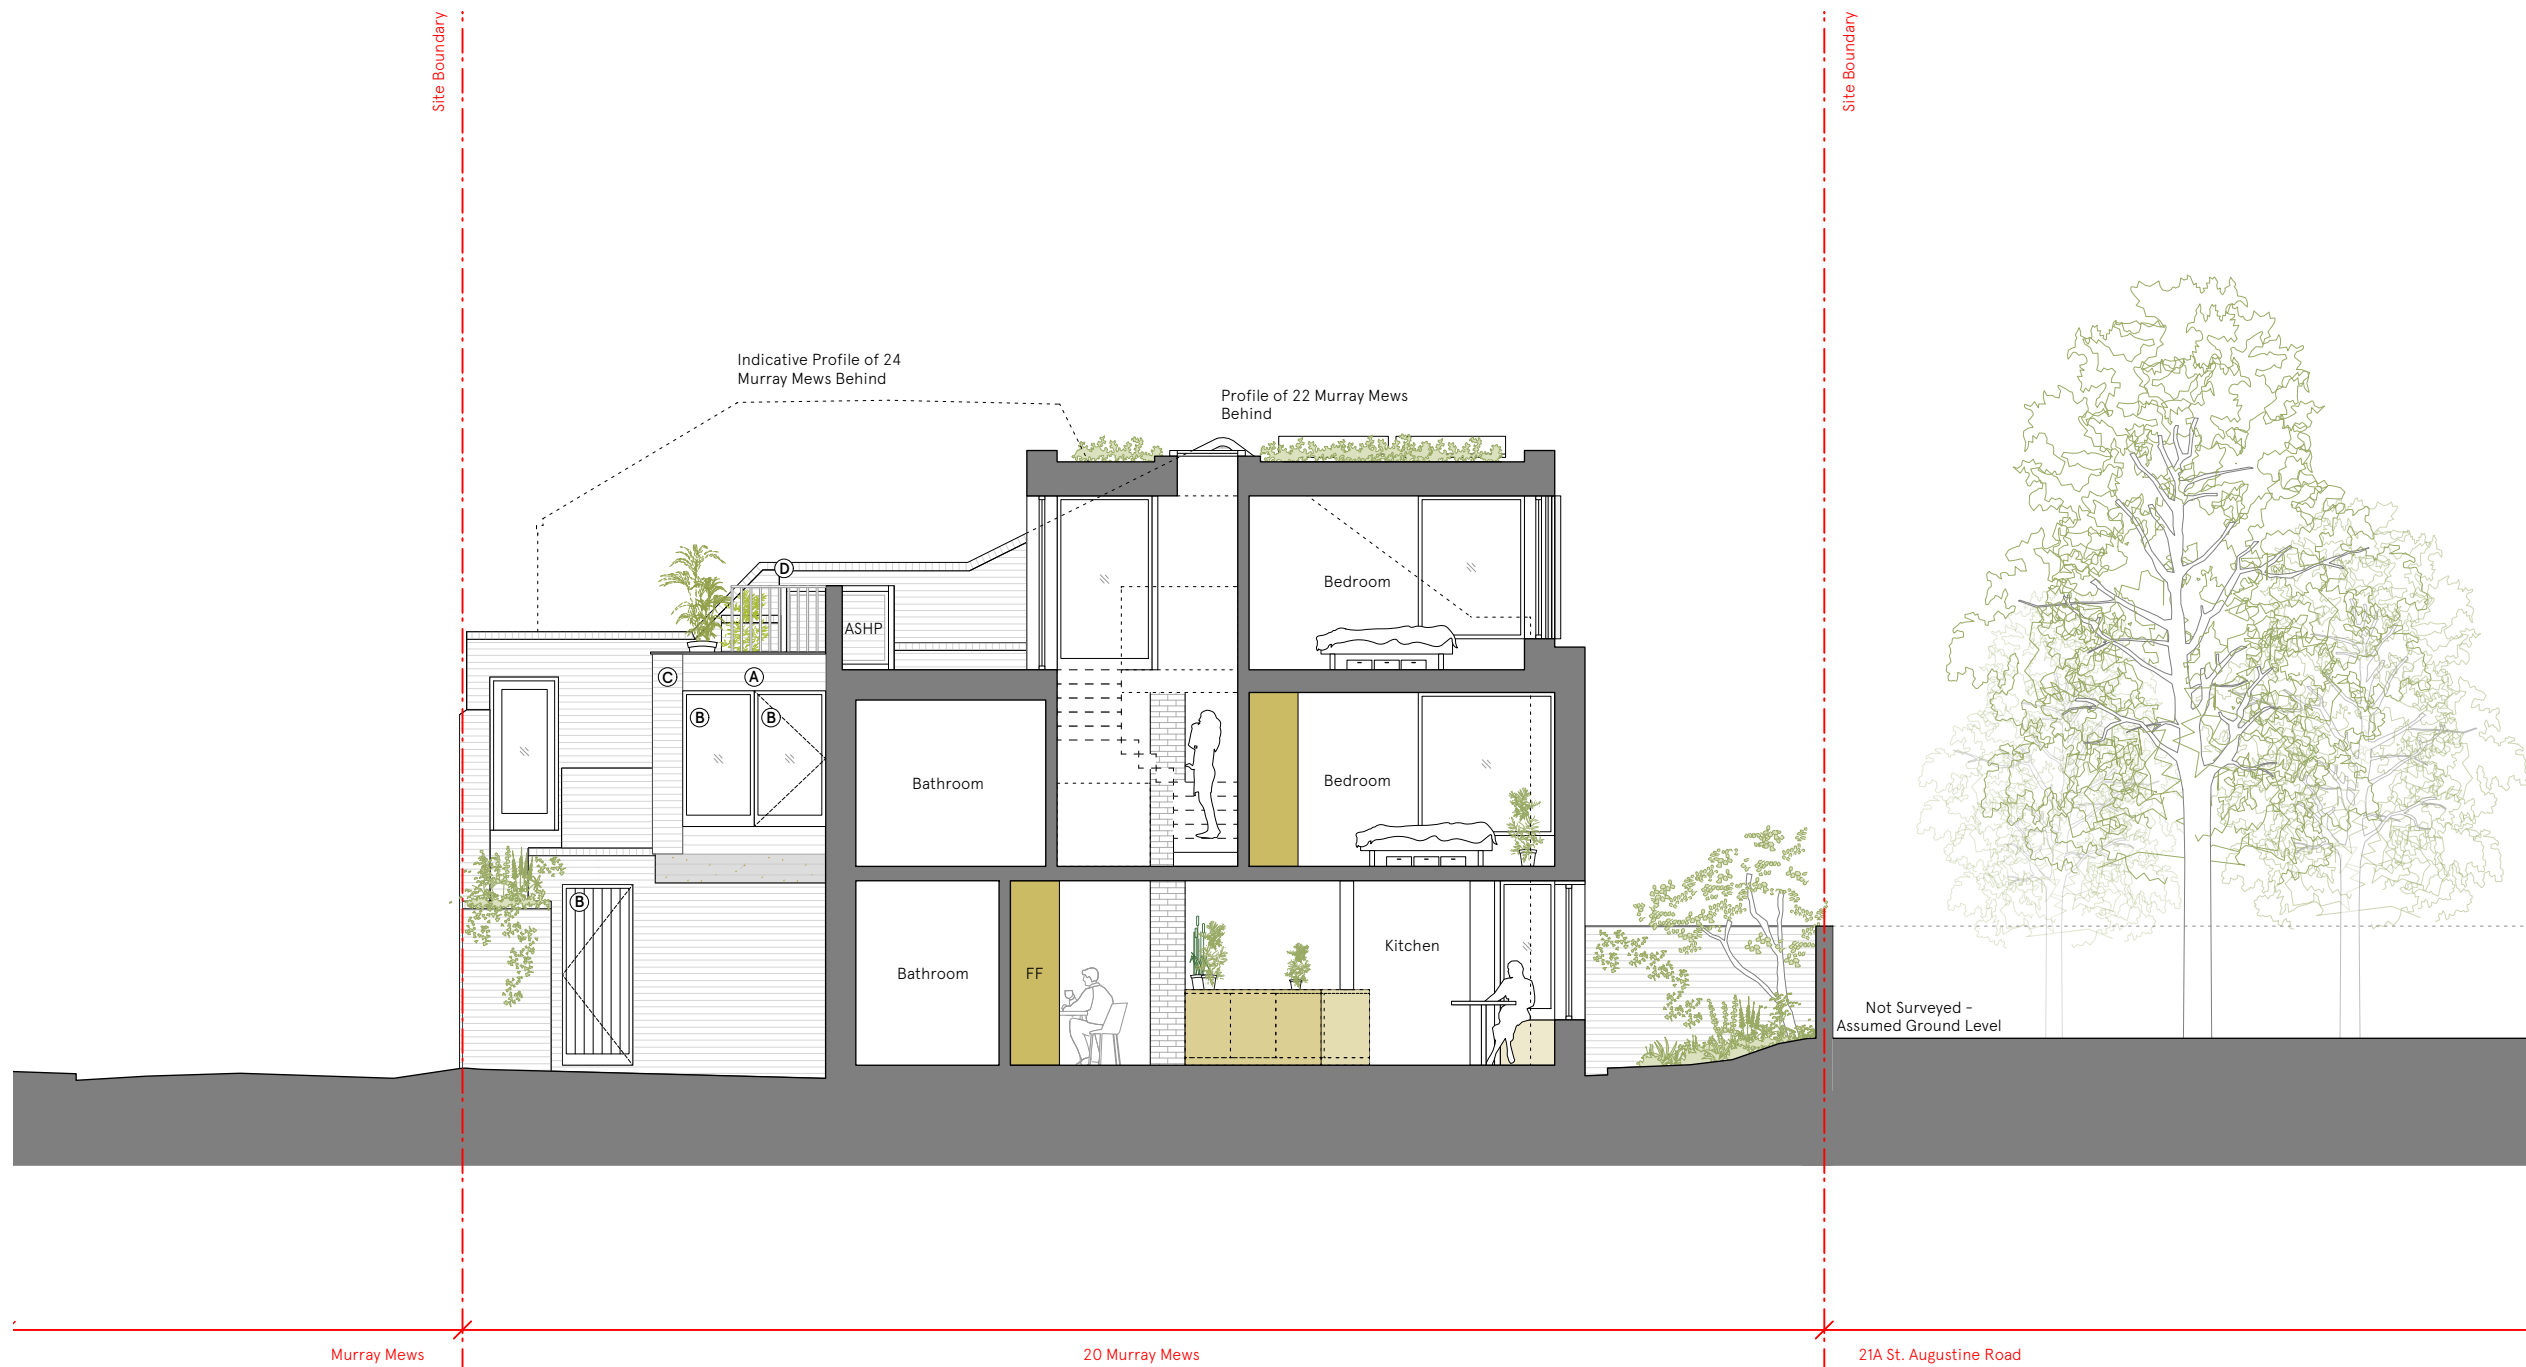 Site Boundary
Site Boundary
Indicative Profile of 24
Murray Mews Behind
Profile of 22 Murray Mews
Behind
D
Bedroom
ASHP
C
A
B
B
Bathroom
Bedroom
B
Bathroom
FF
Kitchen
Not Surveyed -
Assumed Ground Level
Murray Mews
20 Murray Mews
21A St. Augustine Road